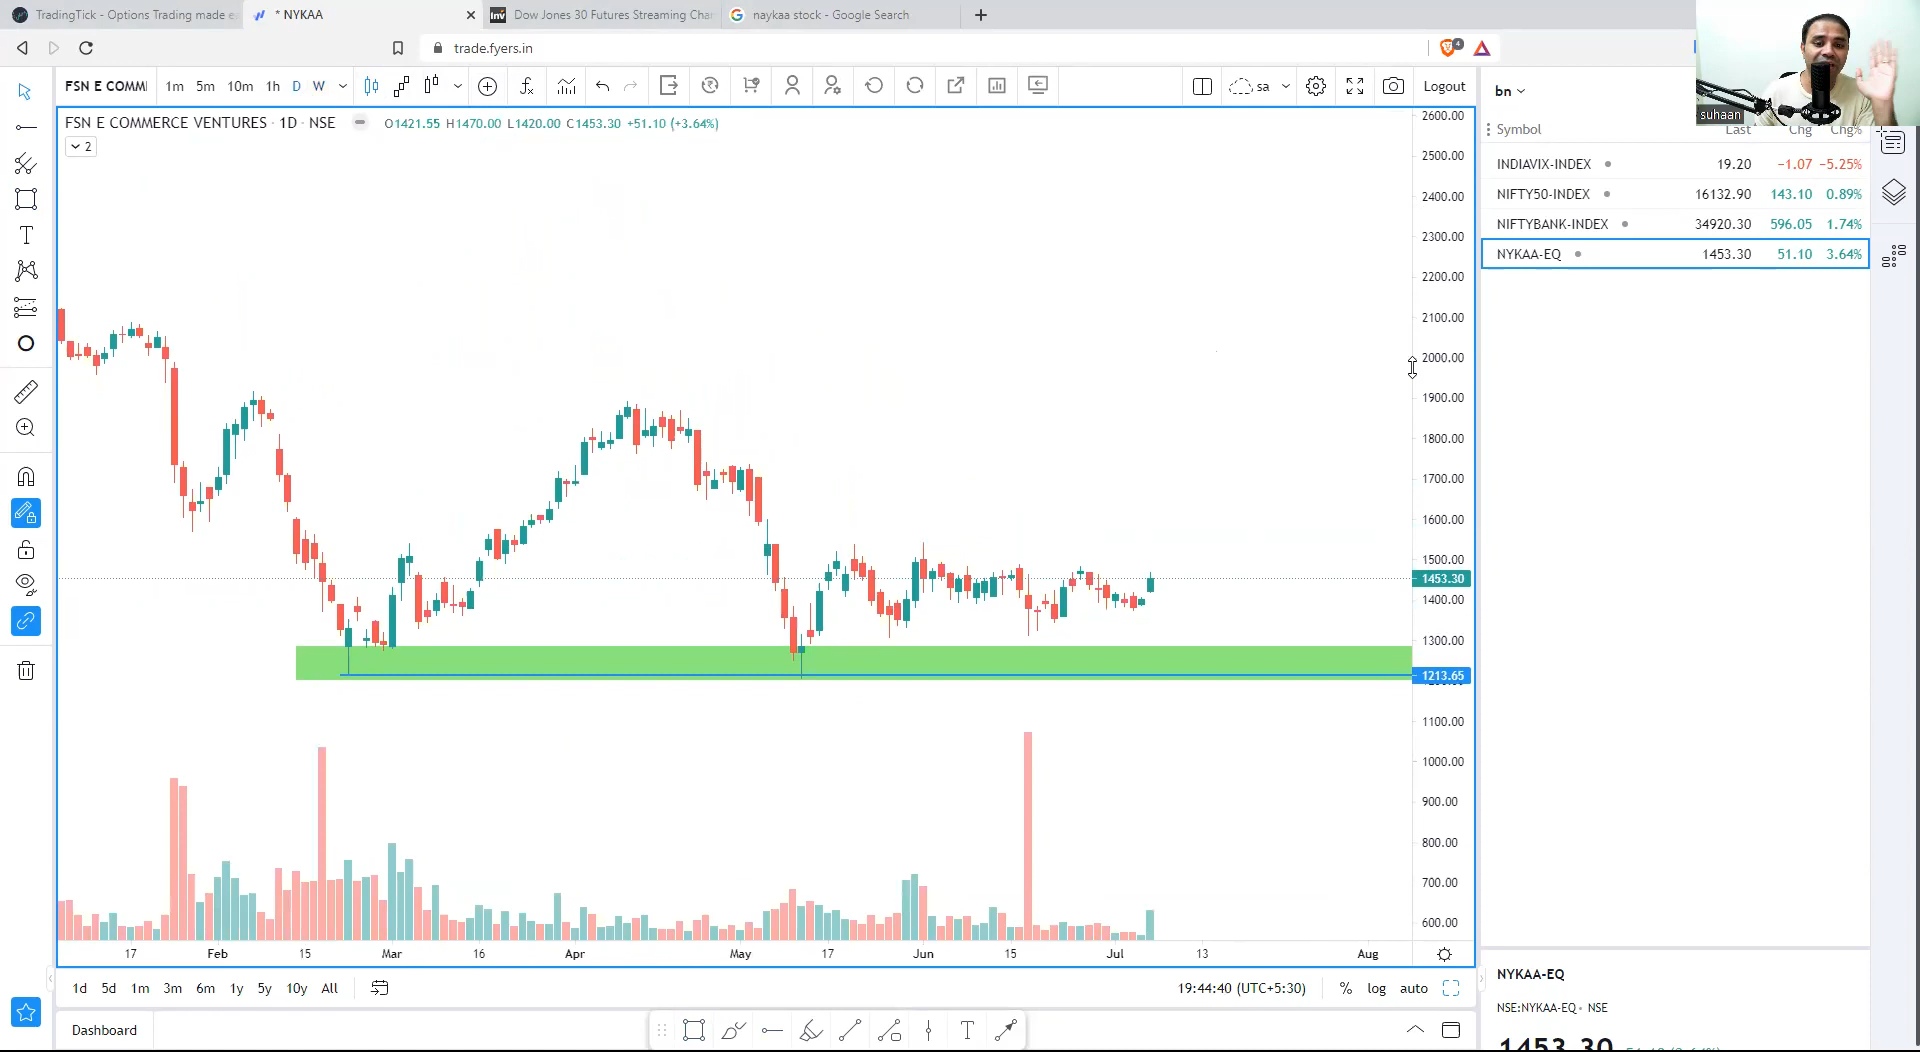 TradingTick - Options Trading made ea
* NYKAA
Dow Jones 30 Futures Streaming Char
naykaa stock - Google Search
trade.fyers.in
4
FSN E COMMI
1m 5m 10m 1h D W
sa
Logout
bn
suhaan
FSN E COMMERCE VENTURES · 1D · NSE
O1421.55 H1470.00 L1420.00 C1453.30 +51.10 (+3.64%)
2
Symbol Last Chg Chg%
INDIAVIX-INDEX 19.20 −1.07 −5.25%
NIFTY50-INDEX 16132.90 143.10 0.89%
NIFTYBANK-INDEX 34920.30 596.05 1.74%
NYKAA-EQ 1453.30 51.10 3.64%
2600.00
2500.00
2400.00
2300.00
2200.00
2100.00
2000.00
1900.00
1800.00
1700.00
1600.00
1500.00
1453.30
1400.00
1300.00
1213.65
1100.00
1000.00
900.00
800.00
700.00
600.00
17 Feb 15 Mar 16 Apr May 17 Jun 15 Jul 13 Aug
1d 5d 1m 3m 6m 1y 5y 10y All
19:44:40 (UTC+5:30)
% log auto
Dashboard
NYKAA-EQ
NSE:NYKAA-EQ • NSE
1453.30